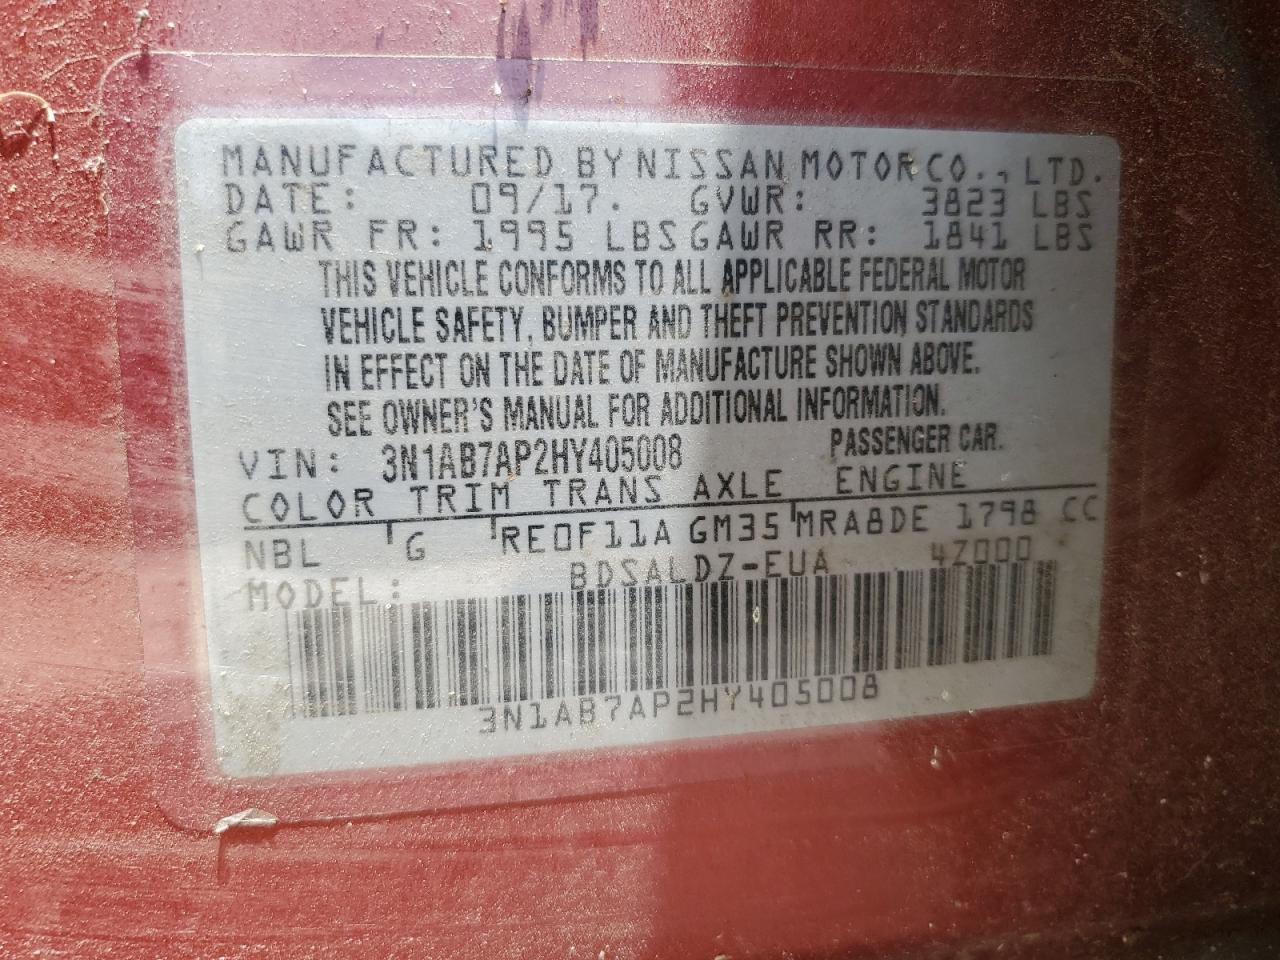 MANUFACTURED BY NISSAN MOTOR CO., LTD.
DATE: 09/17. GVWR: 3823 LBS
GAWR FR: 1995 LBS GAWR RR: 1841 LBS
THIS VEHICLE CONFORMS TO ALL APPLICABLE FEDERAL MOTOR
VEHICLE SAFETY, BUMPER AND THEFT PREVENTION STANDARDS
IN EFFECT ON THE DATE OF MANUFACTURE SHOWN ABOVE.
SEE OWNER'S MANUAL FOR ADDITIONAL INFORMATION.
VIN: 3N1AB7AP2HY405008 PASSENGER CAR.
COLOR TRIM TRANS AXLE ENGINE
NBL G RE0F11A GM35 MRA8DE 1798 CC
MODEL: BDSALDZ-EUA 4Z000
3N1AB7AP2HY405008